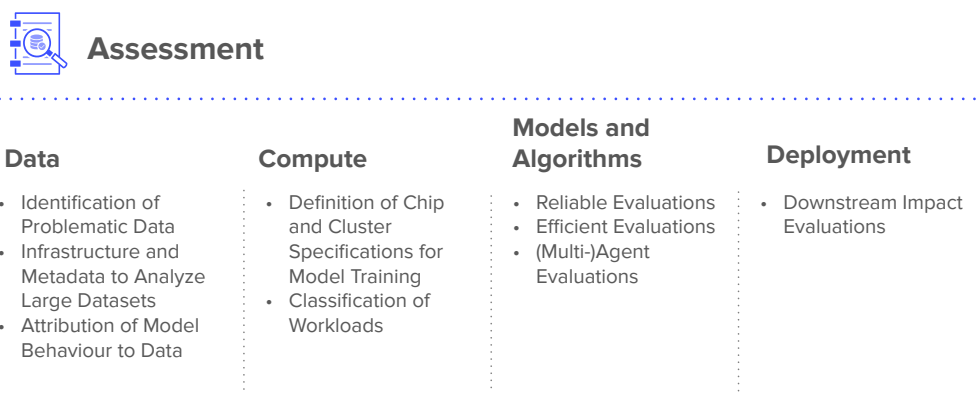 Assessment
Data
• Identification of
Problematic Data
• Infrastructure and
Metadata to Analyze
Large Datasets
• Attribution of Model
Behaviour to Data
Compute
• Definition of Chip
and Cluster
Specifications for
Model Training
• Classification of
Workloads
Models and
Algorithms
• Reliable Evaluations
• Efficient Evaluations
• (Multi-)Agent
Evaluations
Deployment
• Downstream Impact
Evaluations